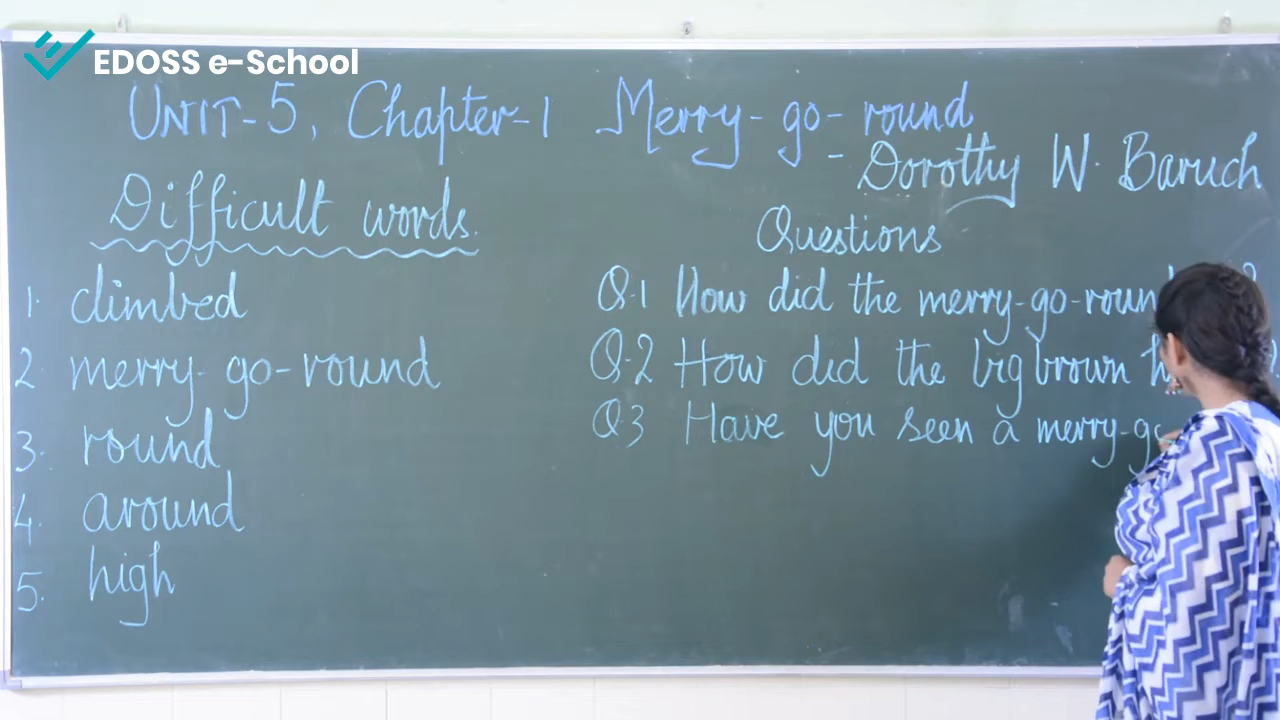 EDOSS e-School
UNIT-5, Chapter-1 Merry-go-round
- Dorothy W. Baruch
Difficult words.
1. climbed
2. merry-go-round
3. round
4. around
5. high
Questions
Q.1 How did the merry-go-roun
Q.2 How did the big brown
Q.3 Have you seen a merry-go